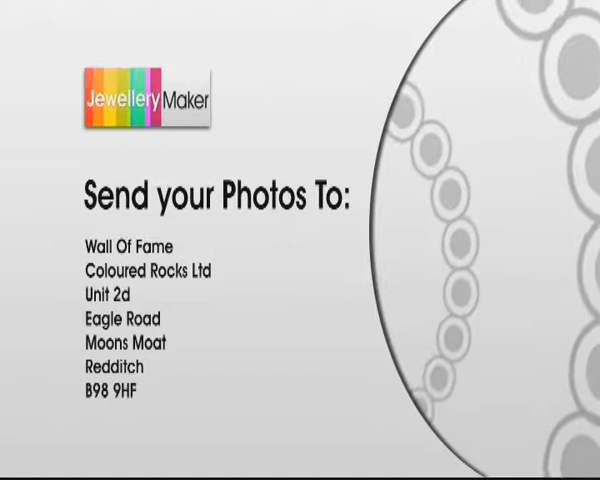 JewelleryMaker
Send your Photos To:
Wall Of Fame
Coloured Rocks Ltd
Unit 2d
Eagle Road
Moons Moat
Redditch
B98 9HF